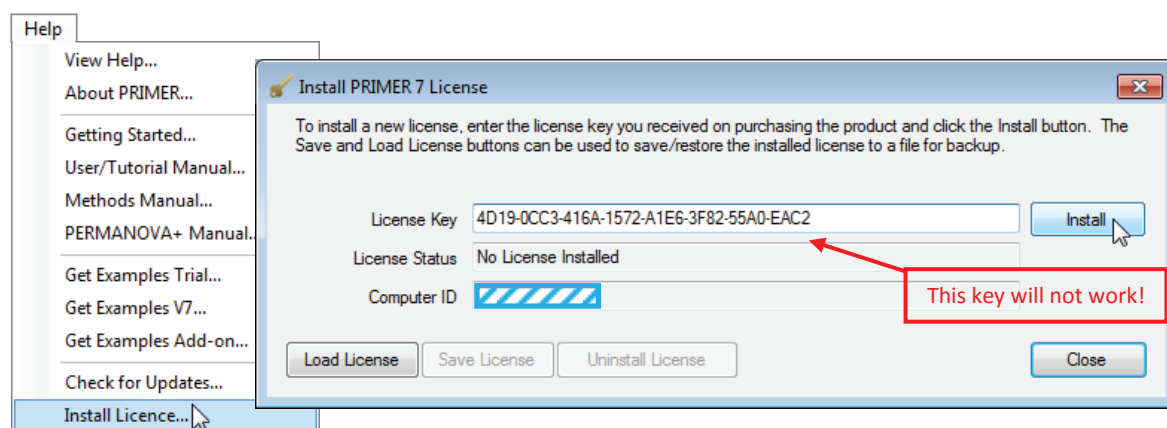 Help
View Help...
About PRIMER...
Getting Started...
User/Tutorial Manual...
Methods Manual...
PERMANOVA+ Manual..
Get Examples Trial...
Get Examples V7...
Get Examples Add-on...
Check for Updates...
Install Licence...
Install PRIMER 7 License
To install a new license, enter the license key you received on purchasing the product and click the Install button. The
Save and Load License buttons can be used to save/restore the installed license to a file for backup.
License Key 4D19-0CC3-416A-1572-A1E6-3F82-55A0-EAC2 Install
License Status No License Installed
Computer ID
This key will not work!
Load License Save License Uninstall License Close